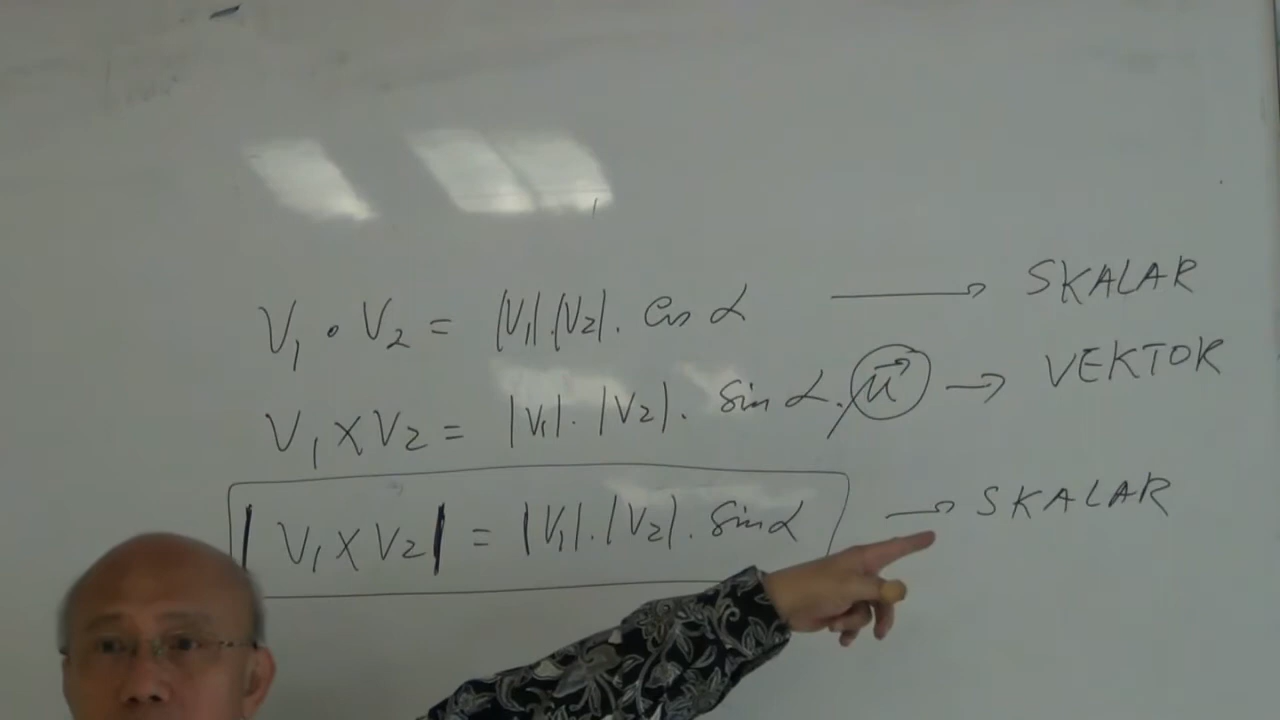 V₁ • V₂ = |V₁|.|V₂|. cos α → SKALAR
V₁ X V₂ = |V₁|.|V₂|. Sin α. u⃗ → VEKTOR
| V₁ X V₂ | = |V₁|.|V₂|. Sin α → SKALAR